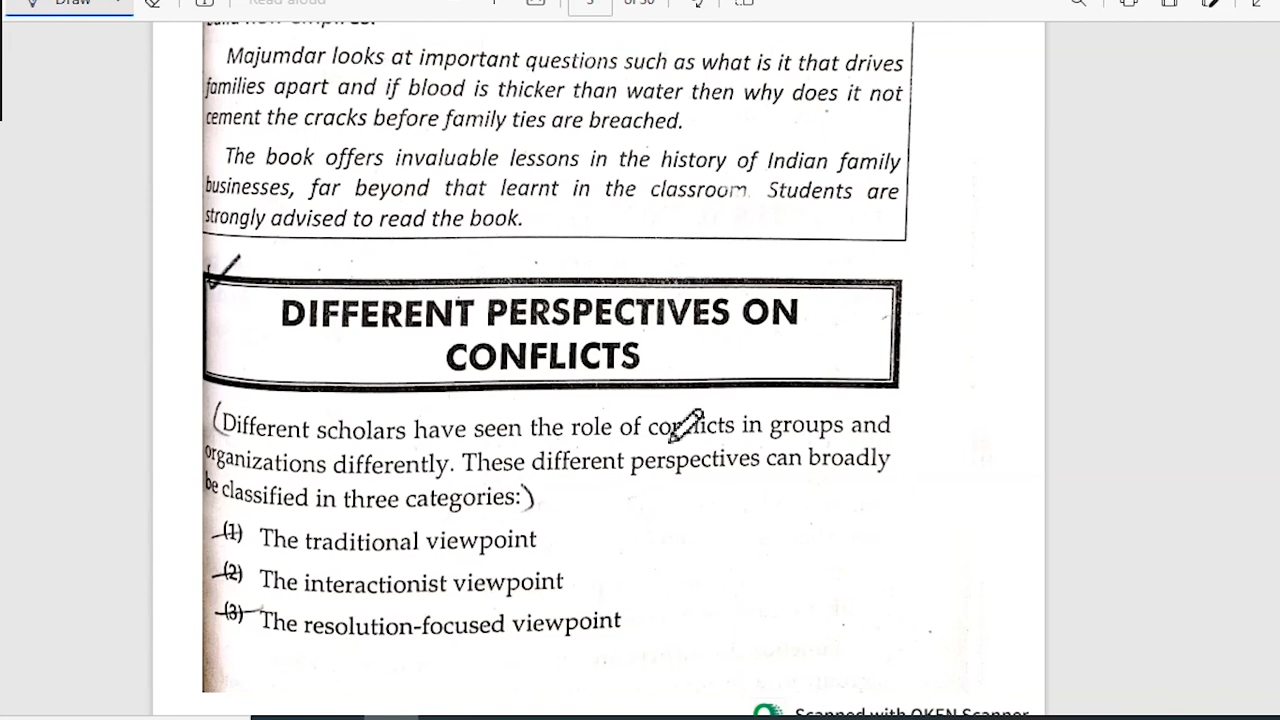 Draw
Read aloud
of 50
Majumdar looks at important questions such as what is it that drives
families apart and if blood is thicker than water then why does it not
cement the cracks before family ties are breached.
The book offers invaluable lessons in the history of Indian family
businesses, far beyond that learnt in the classroom. Students are
strongly advised to read the book.
DIFFERENT PERSPECTIVES ON
CONFLICTS
(Different scholars have seen the role of conflicts in groups and
organizations differently. These different perspectives can broadly
be classified in three categories:)
(1) The traditional viewpoint
(2) The interactionist viewpoint
(3) The resolution-focused viewpoint
Scanned with OKEN Scanner